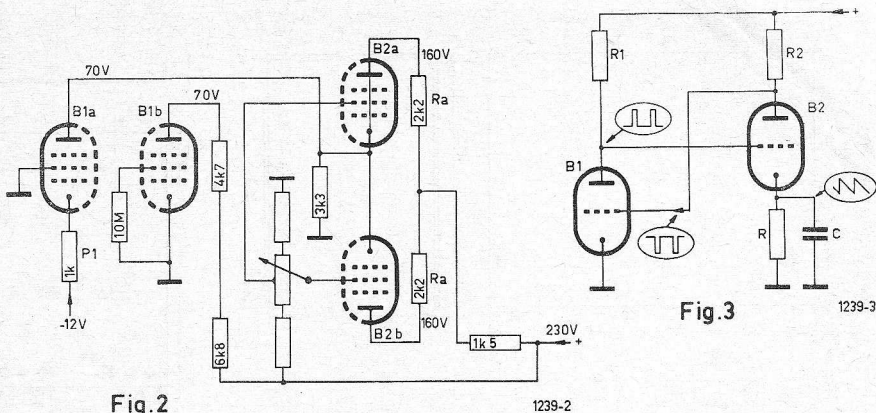 B2a
160V
70V
B1a
B1b
70V
Ra
2k2
4k7
10M
3k3
P1
1k
-12V
Ra
2k2
B2b
160V
6k8
1k5
230V
+
Fig.2
1239-2
+
R1
R2
B2
B1
R
C
Fig.3
1239-3